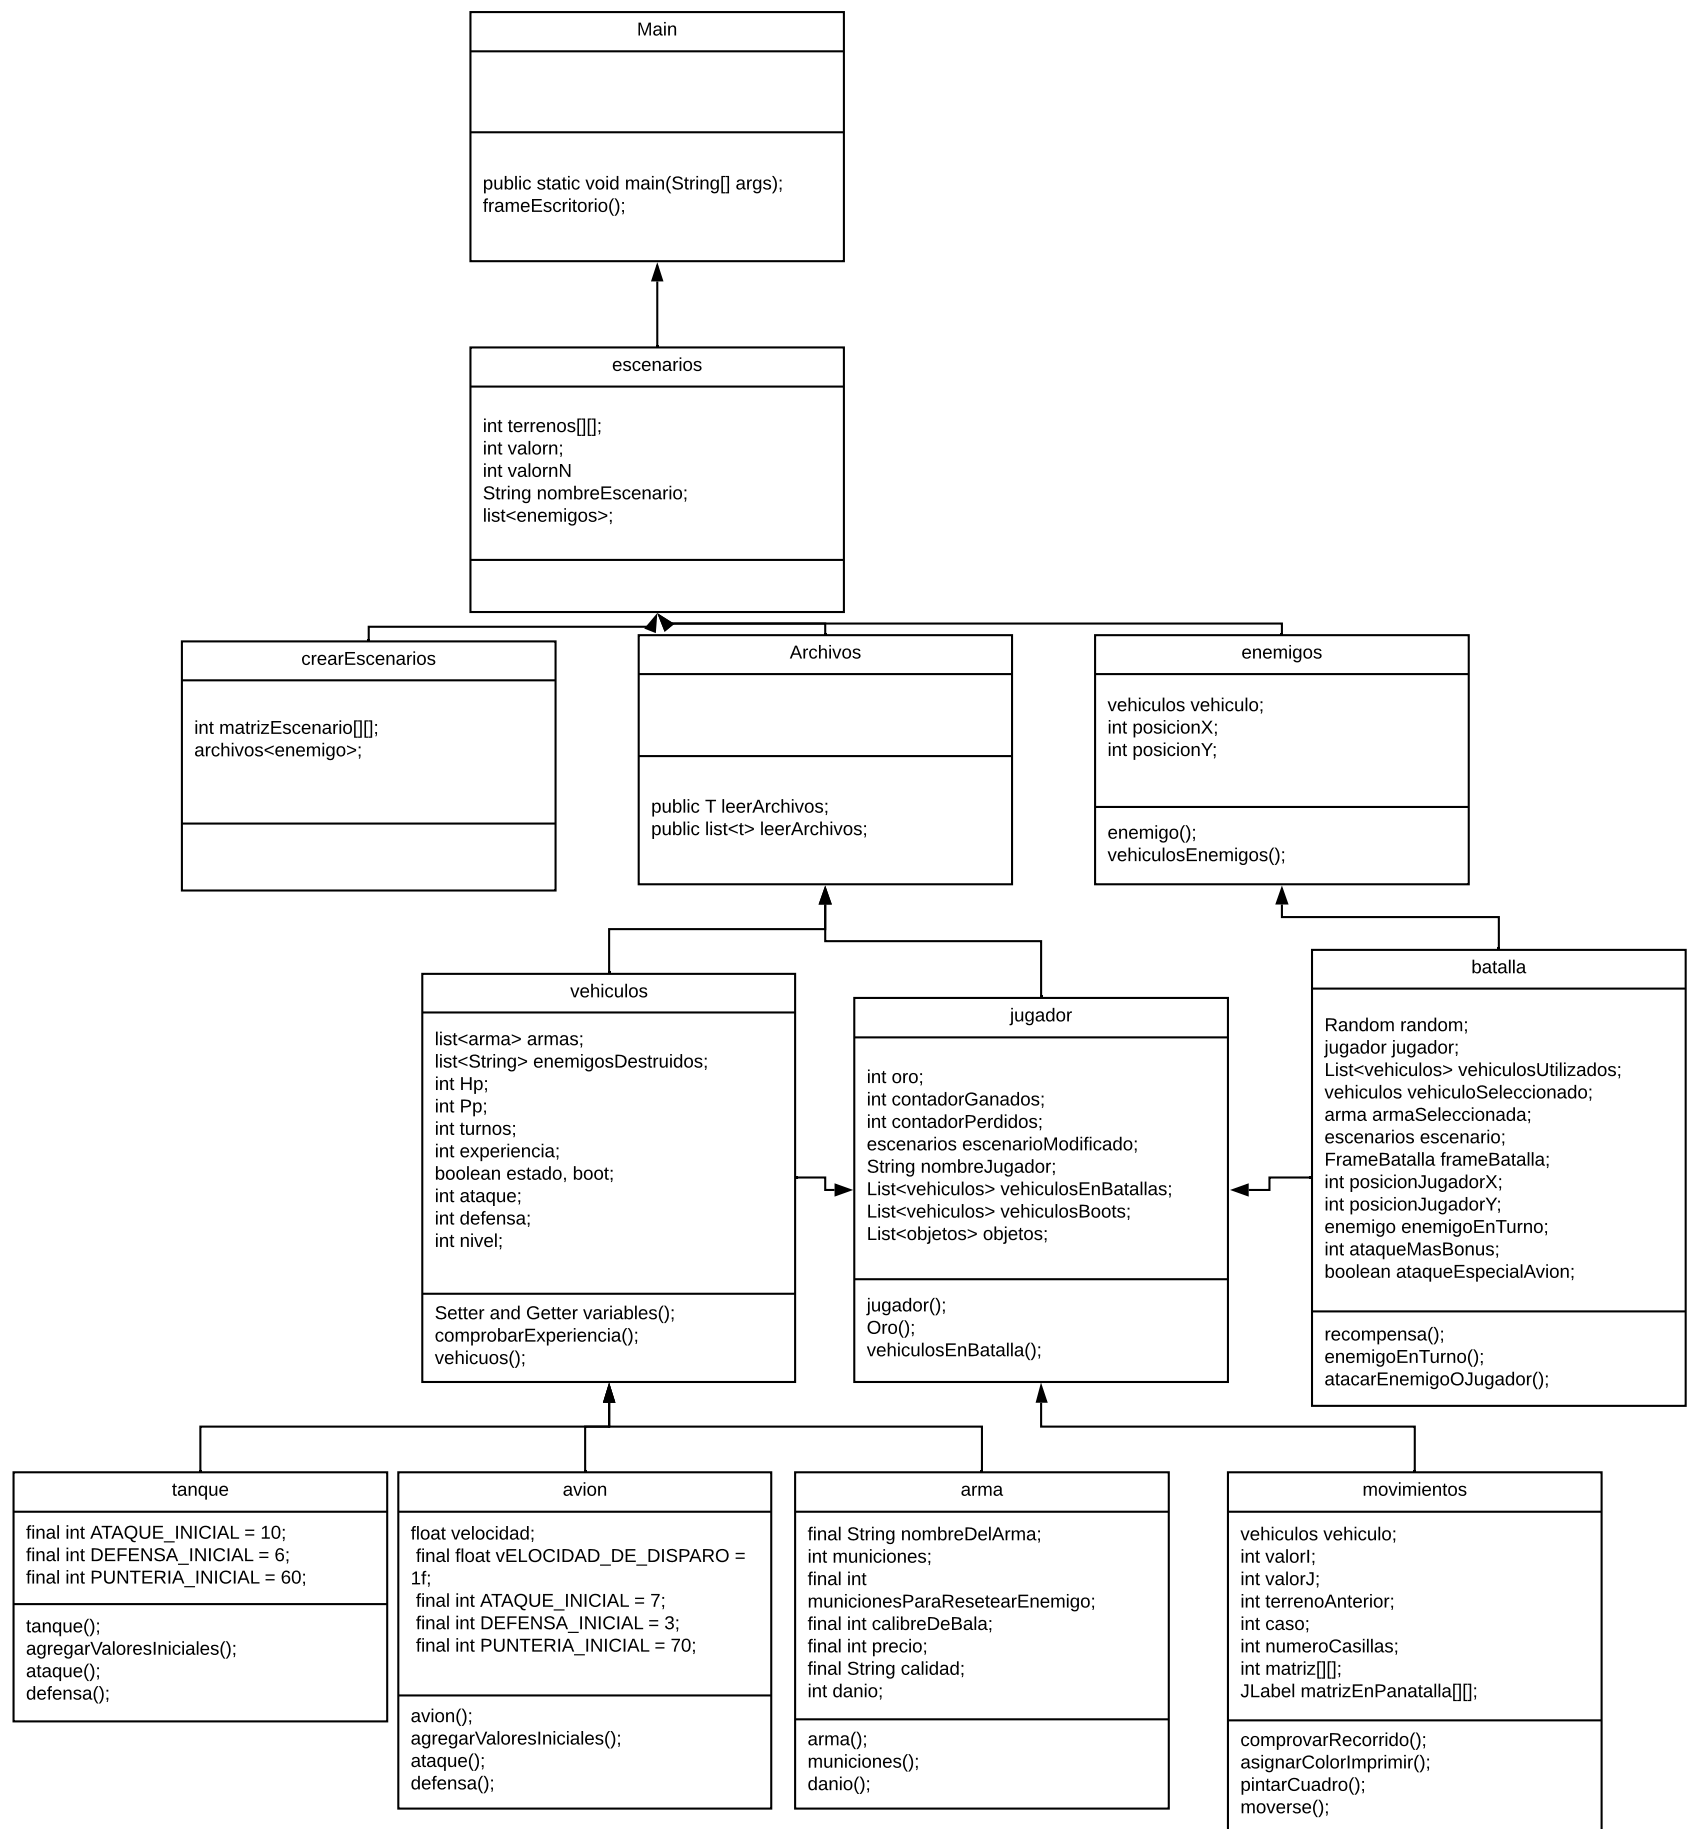 Main
public static void main(String[] args);
frameEscritorio();
escenarios
int terrenos[][];
int valorn;
int valornN
String nombreEscenario;
list<enemigos>;
crearEscenarios
int matrizEscenario[][];
archivos<enemigo>;
Archivos
public T leerArchivos;
public list<t> leerArchivos;
enemigos
vehiculos vehiculo;
int posicionX;
int posicionY;
enemigo();
vehiculosEnemigos();
vehiculos
list<arma> armas;
list<String> enemigosDestruidos;
int Hp;
int Pp;
int turnos;
int experiencia;
boolean estado, boot;
int ataque;
int defensa;
int nivel;
Setter and Getter variables();
comprobarExperiencia();
vehicuos();
jugador
int oro;
int contadorGanados;
int contadorPerdidos;
escenarios escenarioModificado;
String nombreJugador;
List<vehiculos> vehiculosEnBatallas;
List<vehiculos> vehiculosBoots;
List<objetos> objetos;
jugador();
Oro();
vehiculosEnBatalla();
batalla
Random random;
jugador jugador;
List<vehiculos> vehiculosUtilizados;
vehiculos vehiculoSeleccionado;
arma armaSeleccionada;
escenarios escenario;
FrameBatalla frameBatalla;
int posicionJugadorX;
int posicionJugadorY;
enemigo enemigoEnTurno;
int ataqueMasBonus;
boolean ataqueEspecialAvion;
recompensa();
enemigoEnTurno();
atacarEnemigoOJugador();
tanque
final int ATAQUE_INICIAL = 10;
final int DEFENSA_INICIAL = 6;
final int PUNTERIA_INICIAL = 60;
tanque();
agregarValoresIniciales();
ataque();
defensa();
avion
float velocidad;
final float vELOCIDAD_DE_DISPARO =
1f;
final int ATAQUE_INICIAL = 7;
final int DEFENSA_INICIAL = 3;
final int PUNTERIA_INICIAL = 70;
avion();
agregarValoresIniciales();
ataque();
defensa();
arma
final String nombreDelArma;
int municiones;
final int
municionesParaResetearEnemigo;
final int calibreDeBala;
final int precio;
final String calidad;
int danio;
arma();
municiones();
danio();
movimientos
vehiculos vehiculo;
int valorI;
int valorJ;
int terrenoAnterior;
int caso;
int numeroCasillas;
int matriz[][];
JLabel matrizEnPanatalla[][];
comprovarRecorrido();
asignarColorImprimir();
pintarCuadro();
moverse();